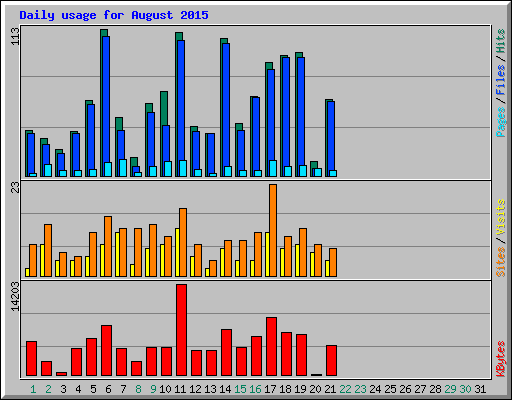 Daily usage for August 2015
113
Pages/Files/Hits
23
Sites/Visits
14203
KBytes
1 2 3 4 5 6 7 8 9 10 11 12 13 14 15 16 17 18 19 20 21 22 23 24 25 26 27 28 29 30 31